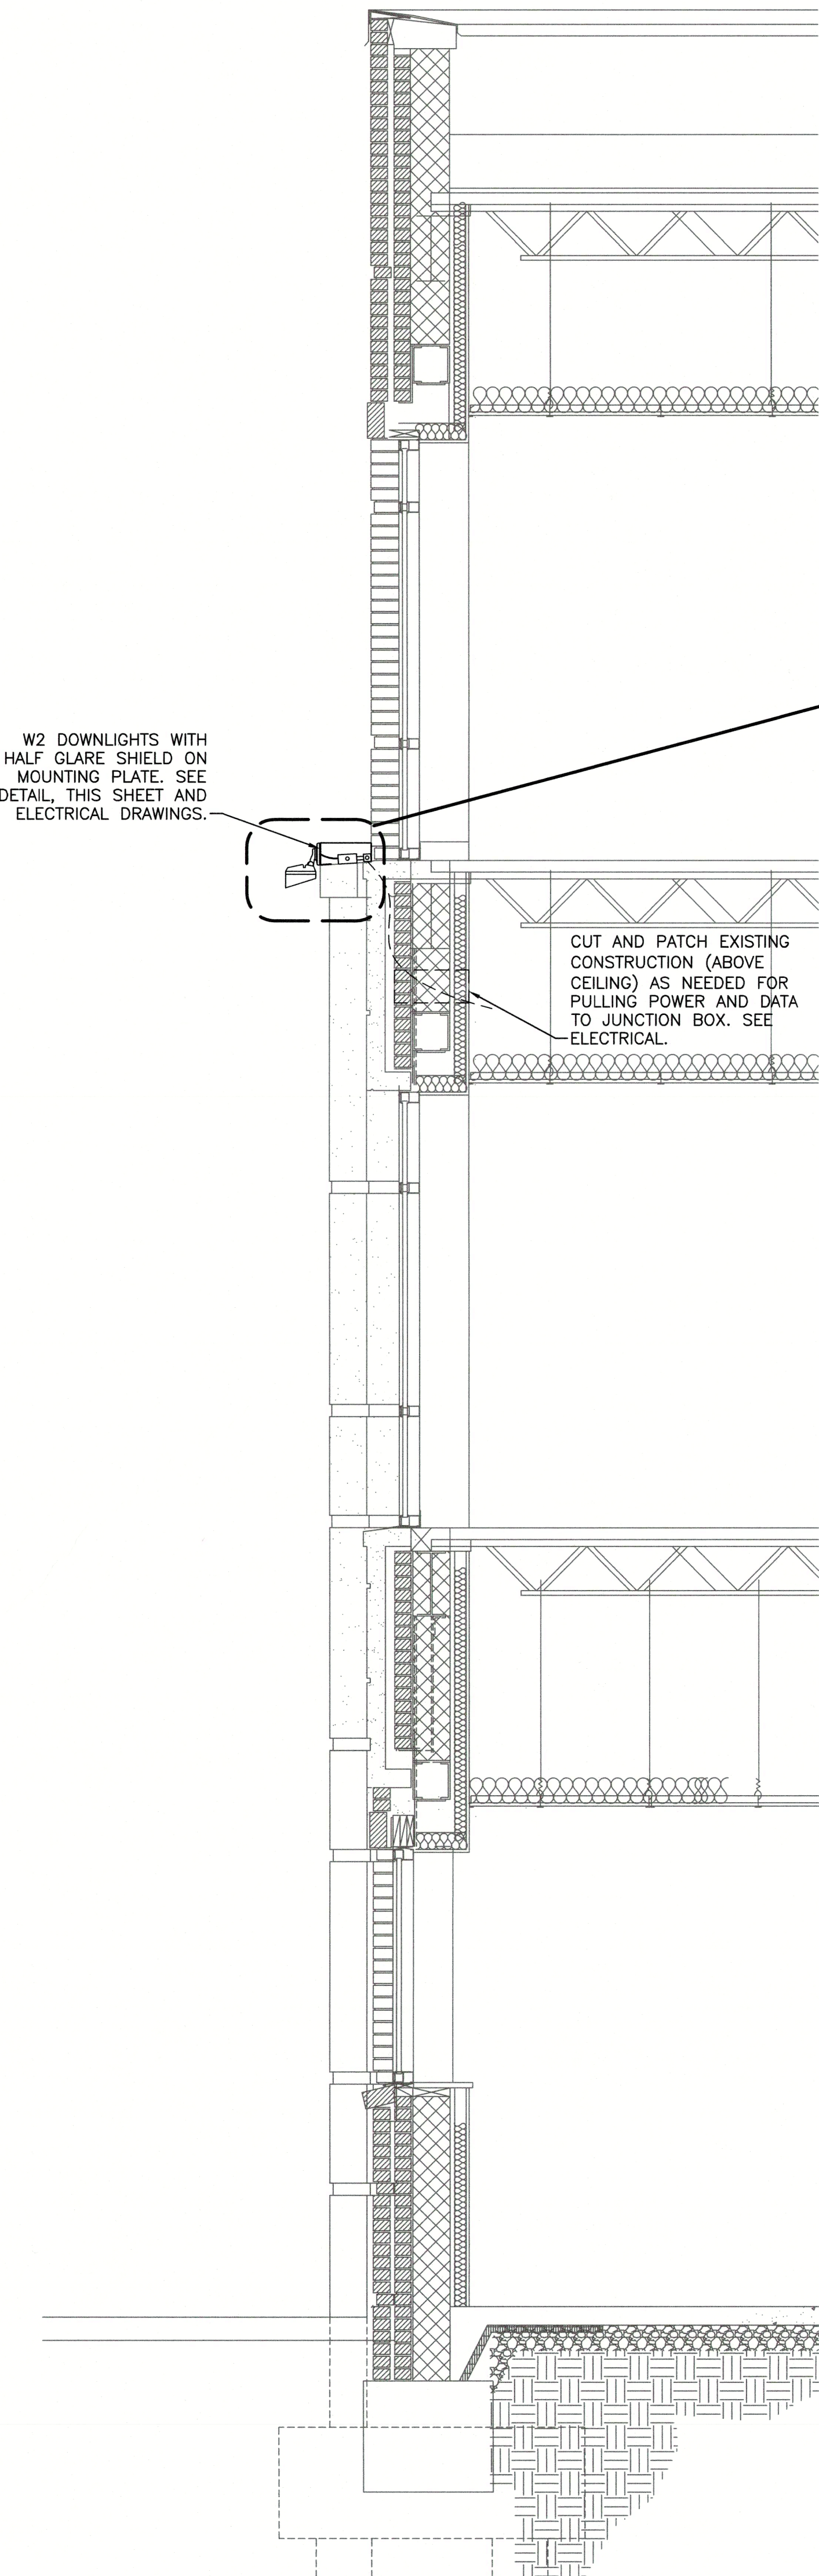 W2 DOWNLIGHTS WITH
HALF GLARE SHIELD ON
MOUNTING PLATE. SEE
DETAIL, THIS SHEET AND
ELECTRICAL DRAWINGS.
CUT AND PATCH EXISTING
CONSTRUCTION (ABOVE
CEILING) AS NEEDED FOR
PULLING POWER AND DATA
TO JUNCTION BOX. SEE
ELECTRICAL.